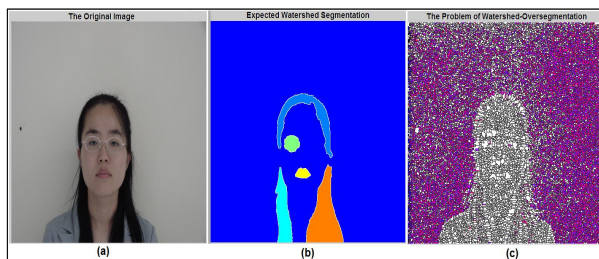 The Original Image
Expected Watershed Segmentation
The Problem of Watershed-Oversegmentation
(a)
(b)
(c)